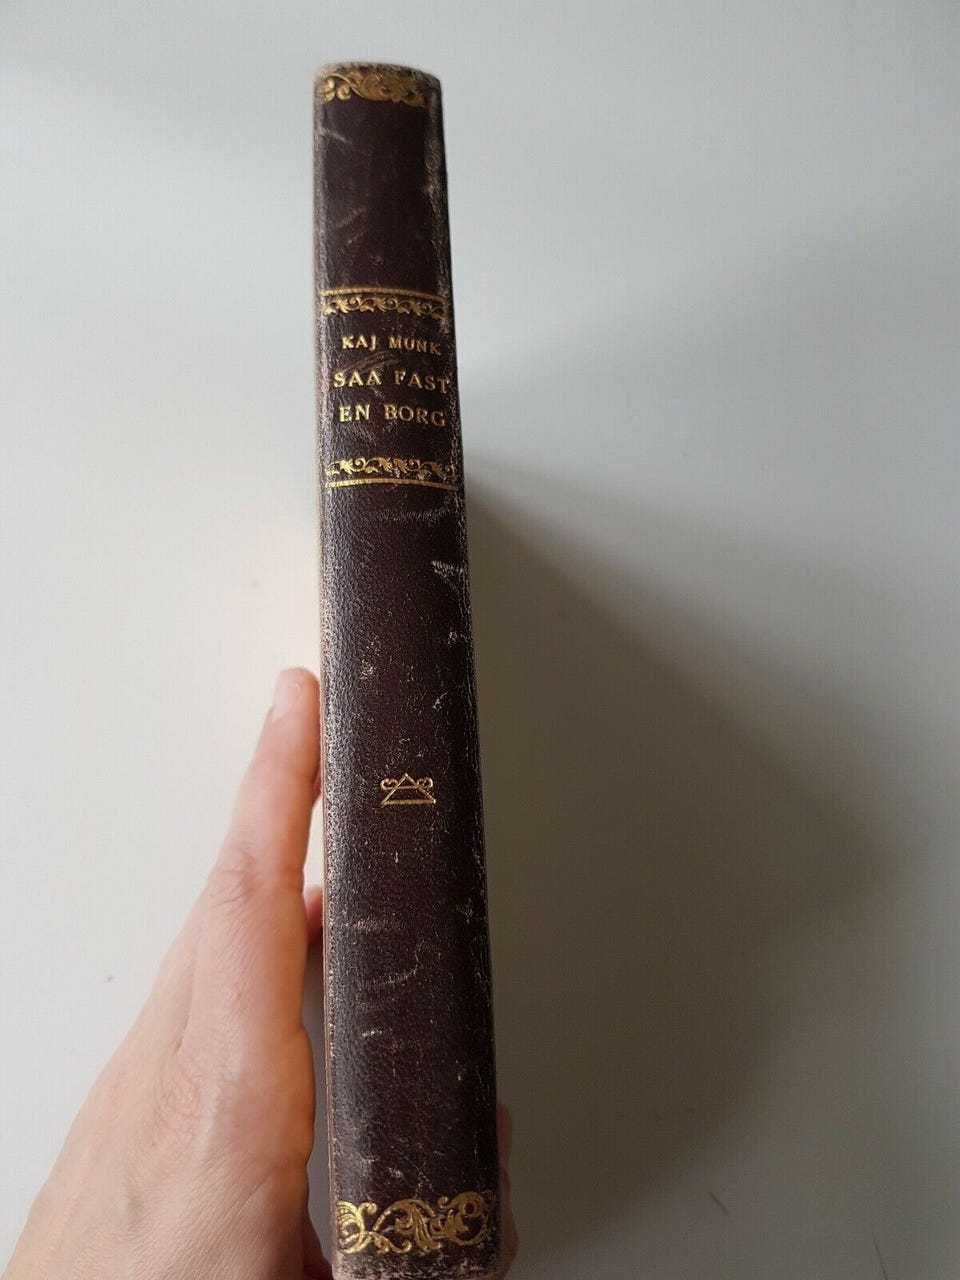 KAJ MUNK
SAA FAST
EN BORG